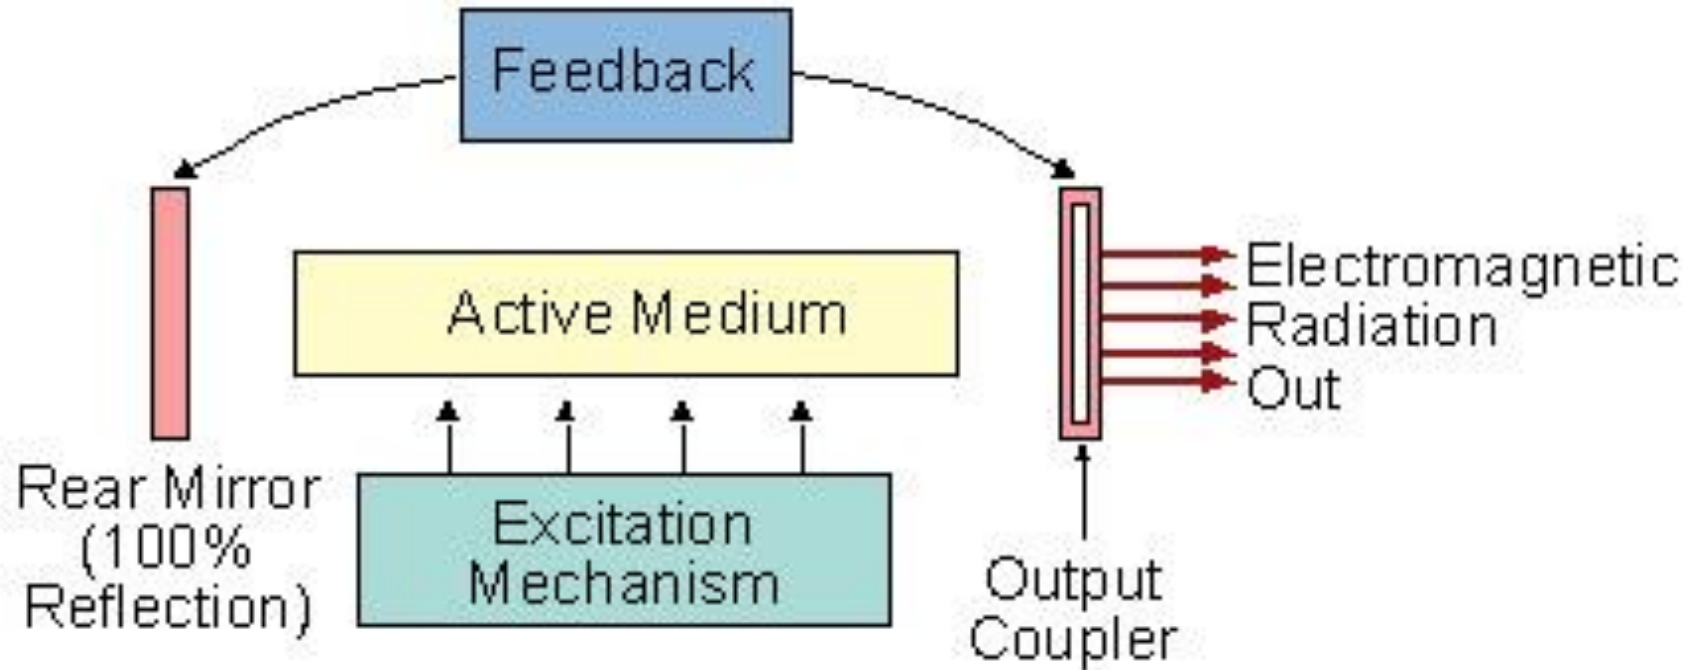 Feedback
Active Medium
Electromagnetic
Radiation
Out
Rear Mirror
(100%
Reflection)
Excitation
Mechanism
Output
Coupler